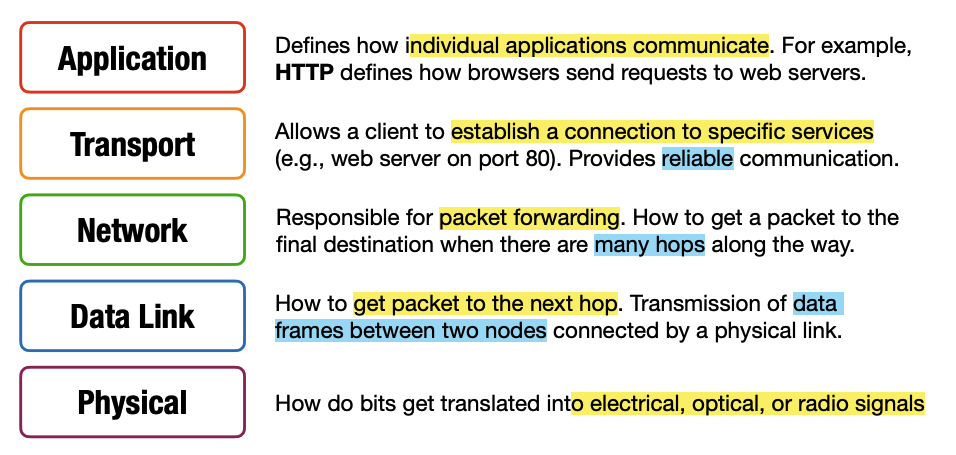 Application
Defines how individual applications communicate. For example,
HTTP defines how browsers send requests to web servers.
Transport
Allows a client to establish a connection to specific services
(e.g., web server on port 80). Provides reliable communication.
Network
Responsible for packet forwarding. How to get a packet to the
final destination when there are many hops along the way.
Data Link
How to get packet to the next hop. Transmission of data
frames between two nodes connected by a physical link.
Physical
How do bits get translated into electrical, optical, or radio signals